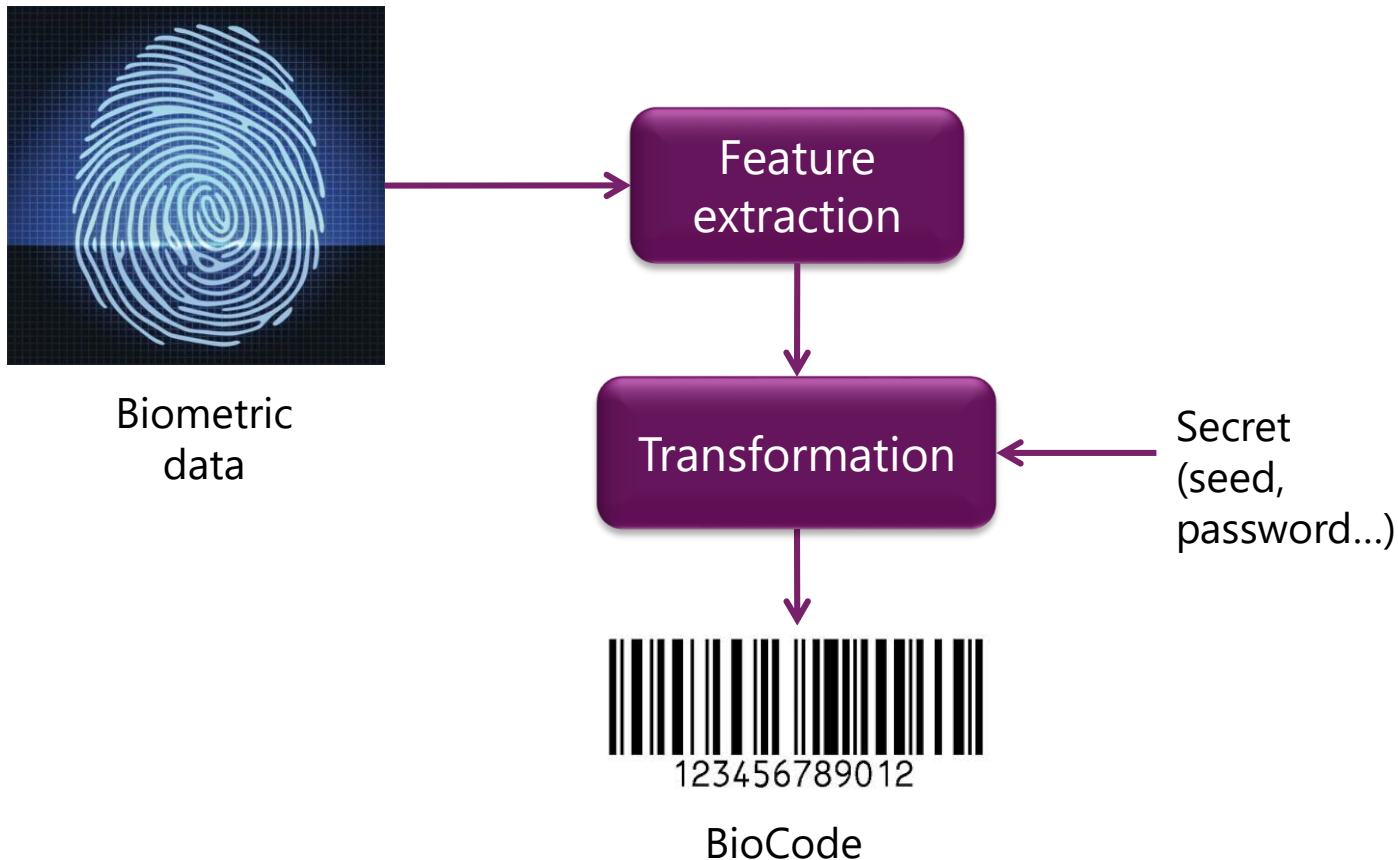 Biometric
data
Feature
extraction
Transformation
Secret
(seed,
password...)
123456789012
BioCode